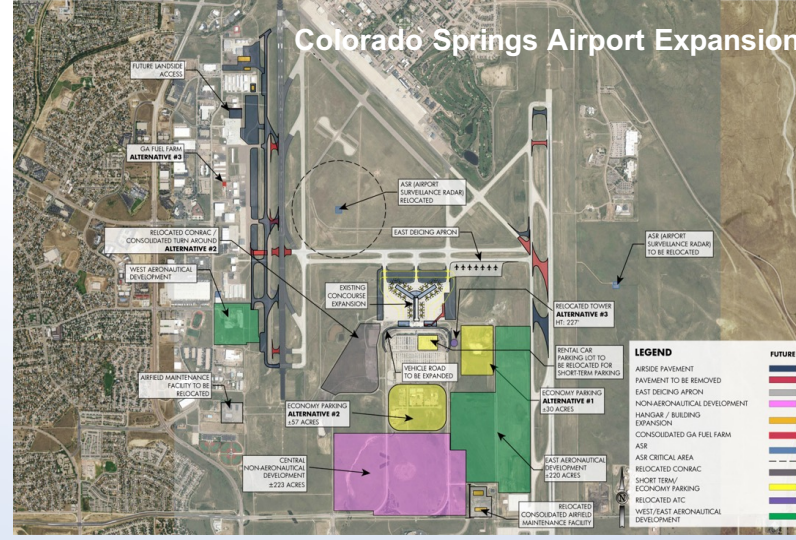 Colorado Springs Airport Expansion
FUTURE LANDSIDE
ACCESS
GA FUEL FARM
ALTERNATIVE #3
ASR (AIRPORT
SURVEILLANCE RADAR)
RELOCATED
RELOCATED CONRAC /
CONSOLIDATED TURN AROUND
ALTERNATIVE #2
EAST DEICING APRON
ASR (AIRPORT
SURVEILLANCE RADAR)
TO BE RELOCATED
WEST AERONAUTICAL
DEVELOPMENT
EXISTING
CONCOURSE
EXPANSION
RELOCATED TOWER
ALTERNATIVE #3
HT: 227'
RENTAL CAR
PARKING LOT TO
BE RELOCATED FOR
SHORT-TERM PARKING
VEHICLE ROAD
TO BE EXPANDED
AIRFIELD MAINTENANCE
FACILITY TO BE
RELOCATED
ECONOMY PARKING
ALTERNATIVE #1
±30 ACRES
ECONOMY PARKING
ALTERNATIVE #2
±57 ACRES
CENTRAL
NON-AERONAUTICAL
DEVELOPMENT
±223 ACRES
EAST AERONAUTICAL
DEVELOPMENT
±220 ACRES
RELOCATED
CONSOLIDATED AIRFIELD
MAINTENANCE FACILITY
N
LEGEND
FUTURE
AIRSIDE PAVEMENT
PAVEMENT TO BE REMOVED
EAST DEICING APRON
NON-AERONAUTICAL DEVELOPMENT
HANGAR / BUILDING
EXPANSION
CONSOLIDATED GA FUEL FARM
ASR
ASR CRITICAL AREA
RELOCATED CONRAC
SHORT TERM/
ECONOMY PARKING
RELOCATED ATC
WEST/EAST AERONAUTICAL
DEVELOPMENT